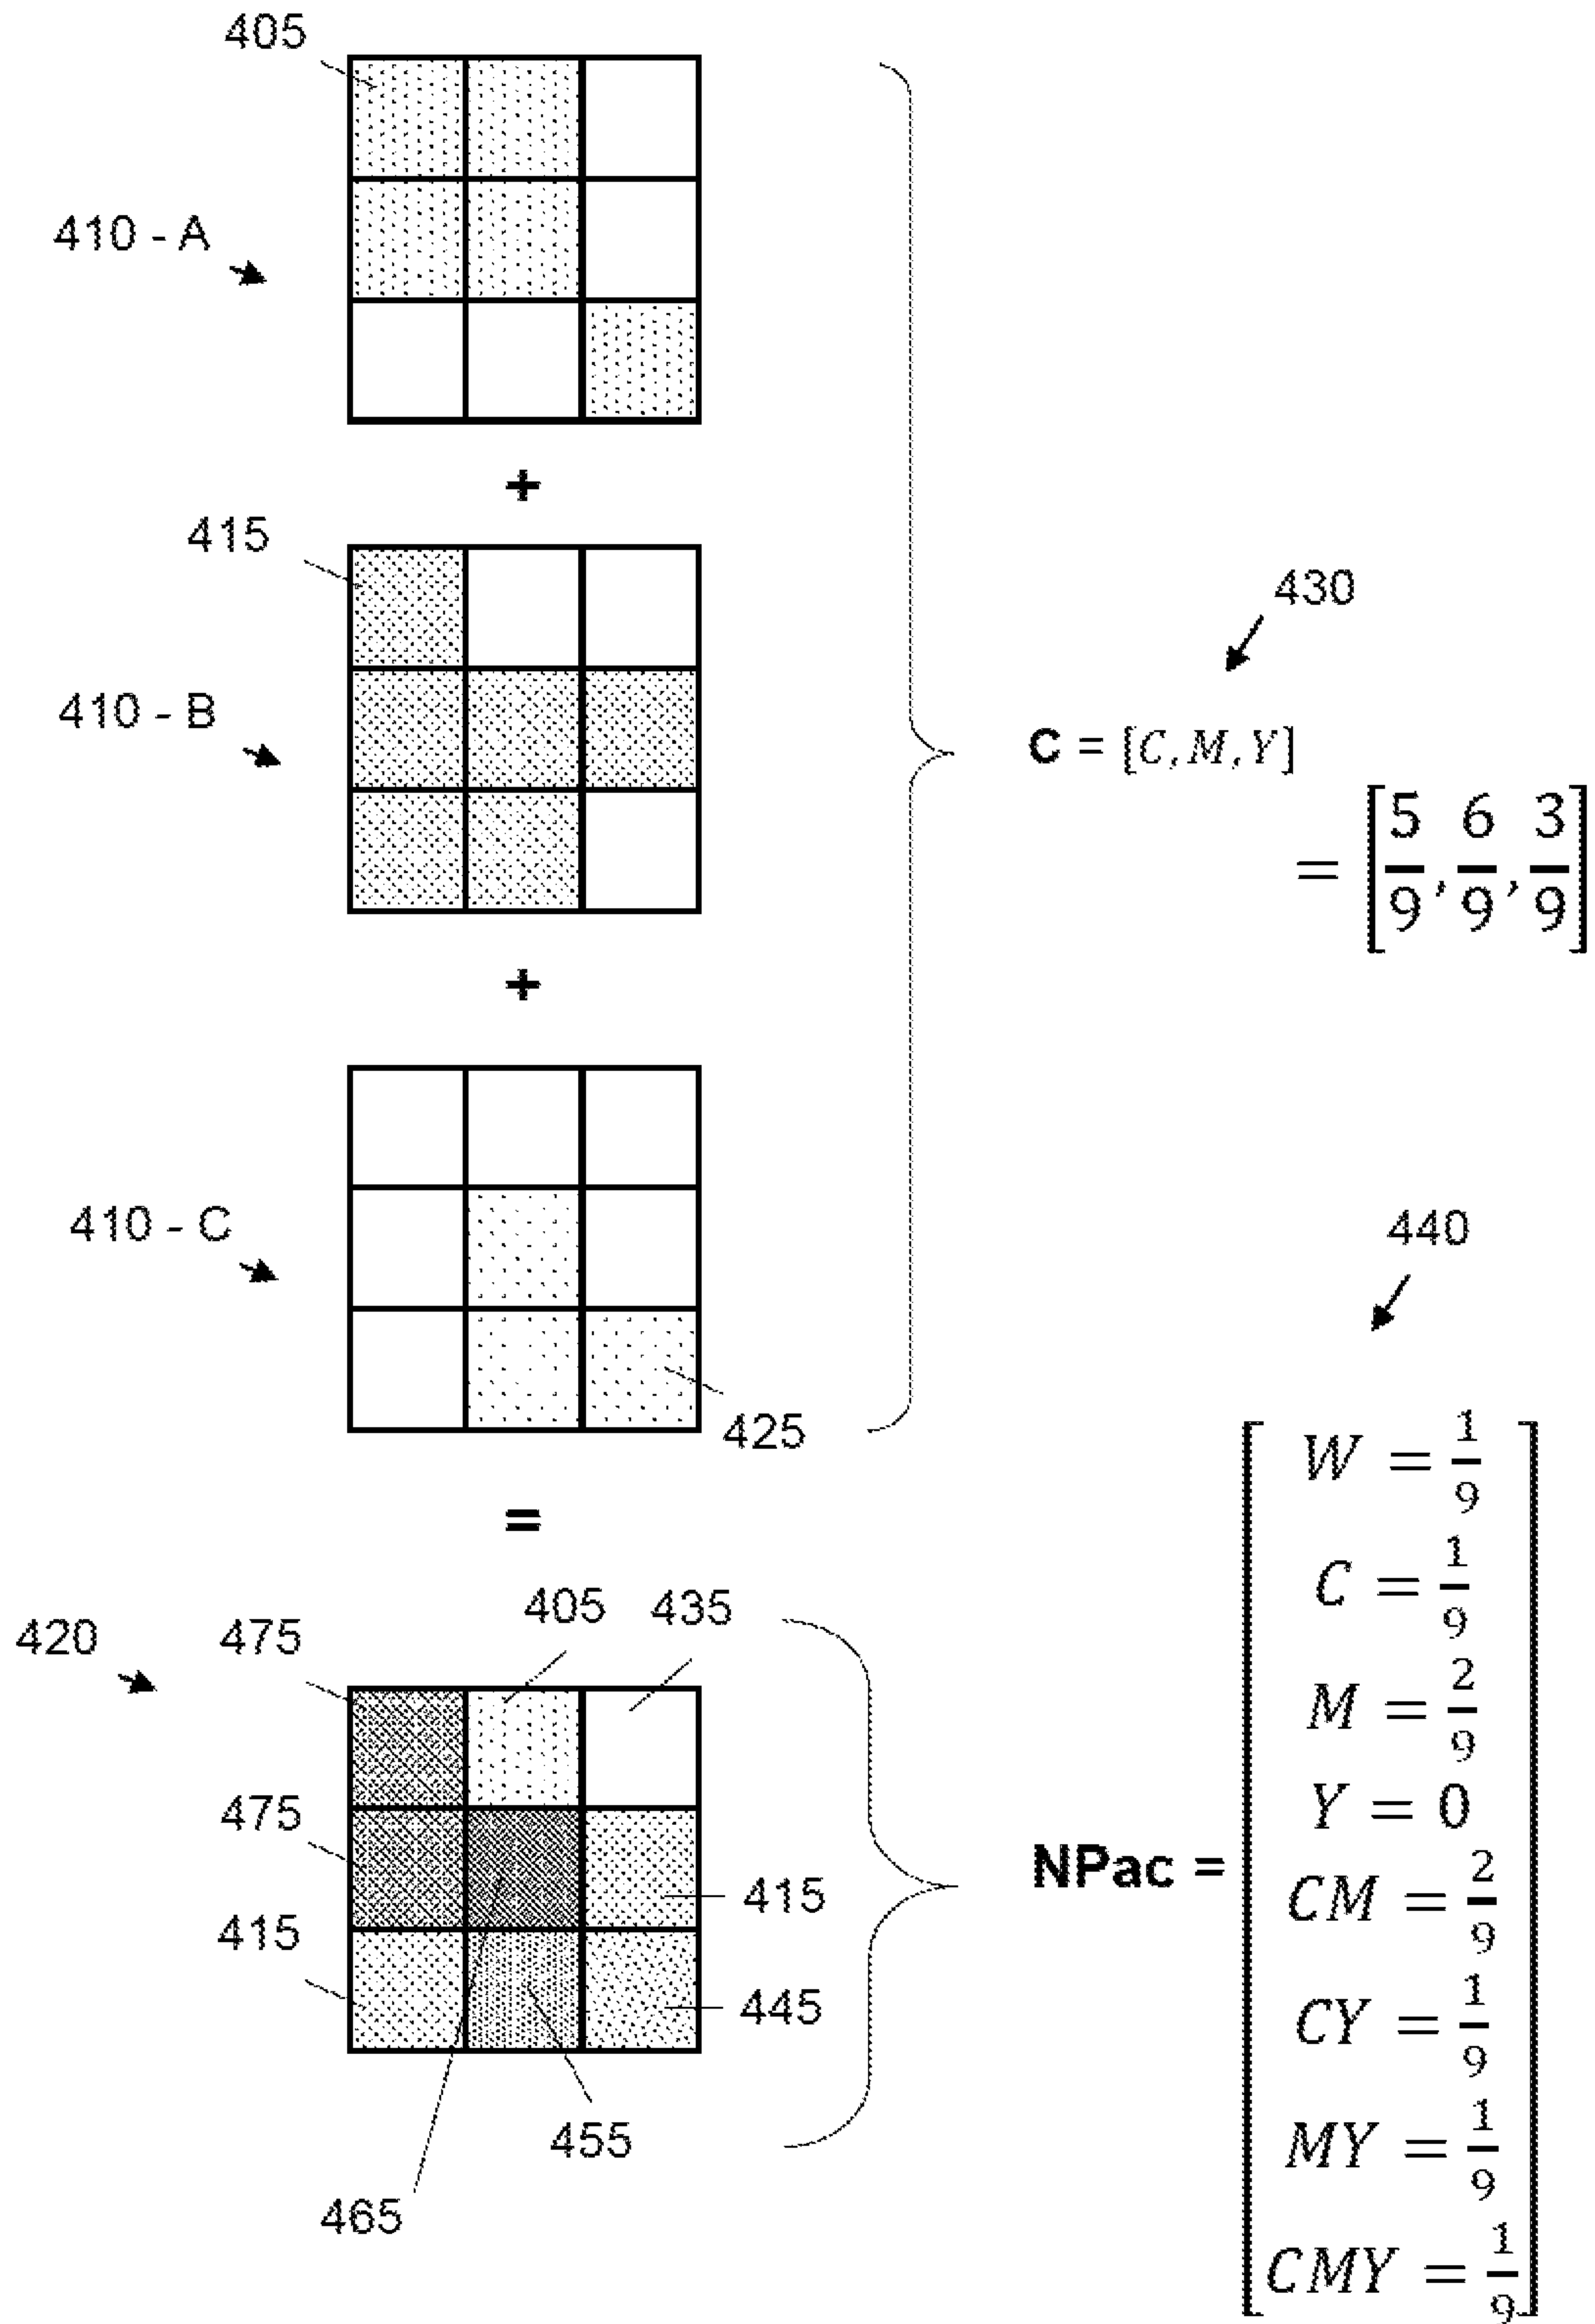 405
410 - A
+
415
410 - B
430
C = [C, M, Y]
= [5/9, 6/9, 3/9]
+
410 - C
425
440
=
420
475
405
435
475
415
415
445
455
465
NPac =
W = 1/9
C = 1/9
M = 2/9
Y = 0
CM = 2/9
CY = 1/9
MY = 1/9
CMY = 1/9